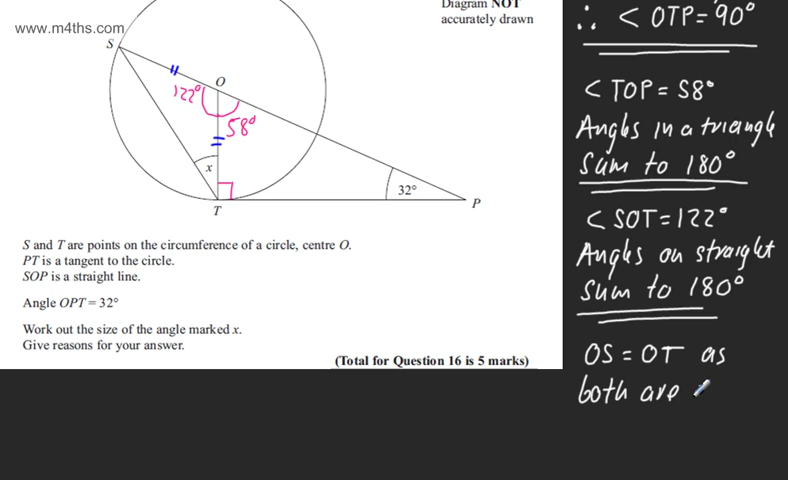 Diagram NOT
accurately drawn
www.m4ths.com
S
O
122°
58°
x
32°
T
P
S and T are points on the circumference of a circle, centre O.
PT is a tangent to the circle.
SOP is a straight line.
Angle OPT = 32°
Work out the size of the angle marked x.
Give reasons for your answer.
(Total for Question 16 is 5 marks)
∴ < OTP = 90°
< TOP = 58°
Angles in a triangle
Sum to 180°
< SOT = 122°
Angles on straight
Sum to 180°
OS = OT as
both are